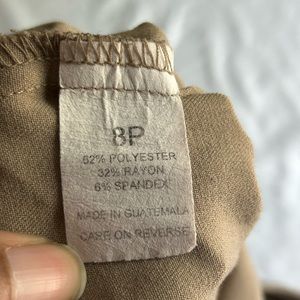 8P
62% POLYESTER
32% RAYON
6% SPANDEX
MADE IN GUATEMALA
CARE ON REVERSE